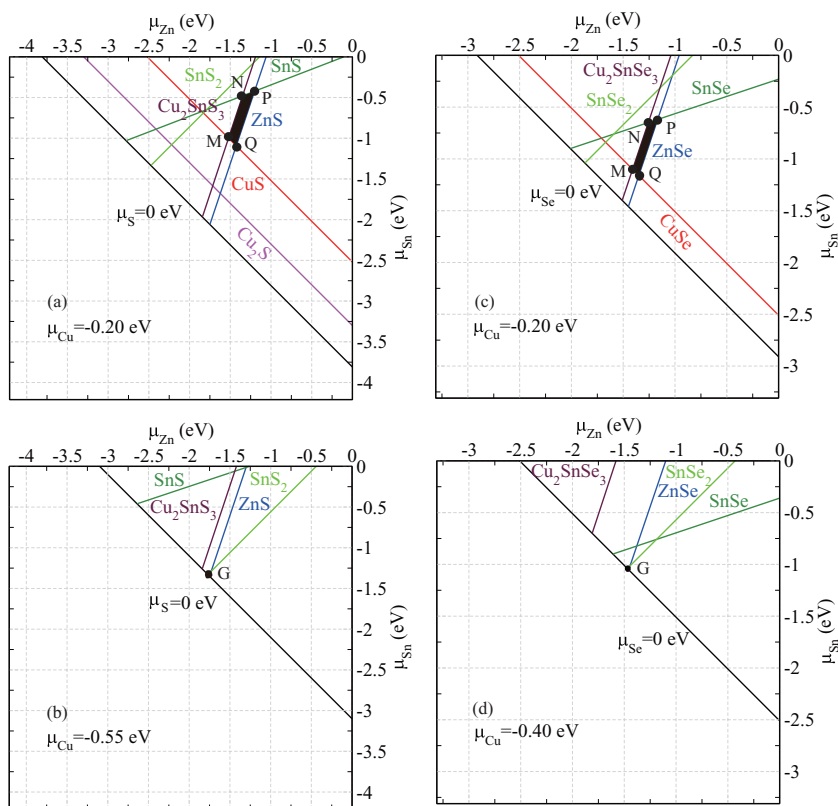 μZn (eV)
-4 -3.5 -3 -2.5 -2 -1.5 -1 -0.5 0
SnS2
SnS
N
P
Cu2SnS3
ZnS
M
Q
CuS
μS=0 eV
Cu2S
(a)
μCu=-0.20 eV
0
-0.5
-1
-1.5
-2
-2.5
-3
-3.5
-4
μSn (eV)
μZn (eV)
-3 -2.5 -2 -1.5 -1 -0.5 0
Cu2SnSe3
SnSe
SnSe2
N
P
ZnSe
M
Q
μSe=0 eV
CuSe
(c)
μCu=-0.20 eV
0
-0.5
-1
-1.5
-2
-2.5
-3
μSn (eV)
μZn (eV)
-4 -3.5 -3 -2.5 -2 -1.5 -1 -0.5 0
SnS
SnS2
Cu2SnS3
ZnS
G
μS=0 eV
(b)
μCu=-0.55 eV
0
-0.5
-1
-1.5
-2
-2.5
-3
-3.5
-4
μSn (eV)
μZn (eV)
-3 -2.5 -2 -1.5 -1 -0.5 0
Cu2SnSe3
SnSe2
ZnSe
SnSe
G
μSe=0 eV
(d)
μCu=-0.40 eV
0
-0.5
-1
-1.5
-2
-2.5
-3
μSn (eV)